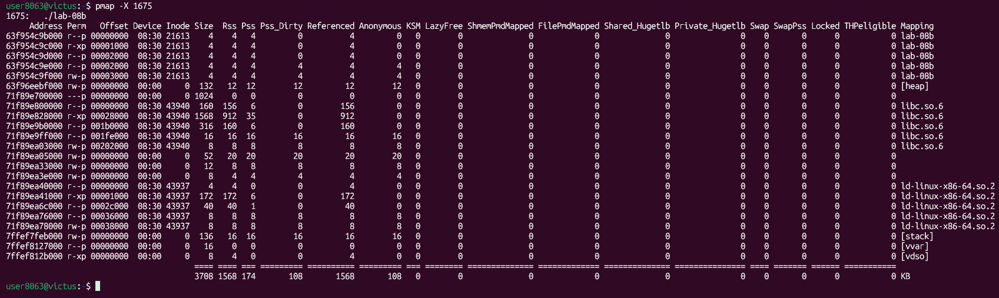 user8063@victus:~$ pmap -X 1675
1675:   ./lab-08b
     Address Perm   Offset Device Inode Size  Rss Pss Pss_Dirty Referenced Anonymous KSM LazyFree ShmemPmdMapped FilePmdMapped Shared_Hugetlb Private_Hugetlb Swap SwapPss Locked THPeligible Mapping
63f954c9b000 r--p 00000000  08:30 21613    4    4   4         0          4         0   0        0              0             0              0               0    0       0      0           0 lab-08b
63f954c9c000 r-xp 00001000  08:30 21613    4    4   4         0          4         0   0        0              0             0              0               0    0       0      0           0 lab-08b
63f954c9d000 r--p 00002000  08:30 21613    4    4   4         0          4         0   0        0              0             0              0               0    0       0      0           0 lab-08b
63f954c9e000 r--p 00002000  08:30 21613    4    4   4         4          4         4   0        0              0             0              0               0    0       0      0           0 lab-08b
63f954c9f000 rw-p 00003000  08:30 21613    4    4   4         4          4         4   0        0              0             0              0               0    0       0      0           0 lab-08b
63f96eebf000 rw-p 00000000  00:00     0  132   12  12        12         12        12   0        0              0             0              0               0    0       0      0           0 [heap]
71f89e700000 ---p 00000000  00:00     0 1024    0   0         0          0         0   0        0              0             0              0               0    0       0      0           0
71f89e800000 r--p 00000000  08:30 43940  160  156   6         0        156         0   0        0              0             0              0               0    0       0      0           0 libc.so.6
71f89e828000 r-xp 00028000  08:30 43940 1568  912  35         0        912         0   0        0              0             0              0               0    0       0      0           0 libc.so.6
71f89e9b0000 r--p 001b0000  08:30 43940  316  160   6         0        160         0   0        0              0             0              0               0    0       0      0           0 libc.so.6
71f89e9ff000 r--p 001fe000  08:30 43940   16   16  16        16         16        16   0        0              0             0              0               0    0       0      0           0 libc.so.6
71f89ea03000 rw-p 00202000  08:30 43940    8    8   8         8          8         8   0        0              0             0              0               0    0       0      0           0 libc.so.6
71f89ea05000 rw-p 00000000  00:00     0   52   20  20        20         20        20   0        0              0             0              0               0    0       0      0           0
71f89ea33000 rw-p 00000000  00:00     0   12    8   8         8          8         8   0        0              0             0              0               0    0       0      0           0
71f89ea3e000 rw-p 00000000  00:00     0    8    4   4         4          4         4   0        0              0             0              0               0    0       0      0           0
71f89ea40000 r--p 00000000  08:30 43937    4    4   0         0          4         0   0        0              0             0              0               0    0       0      0           0 ld-linux-x86-64.so.2
71f89ea41000 r-xp 00001000  08:30 43937  172  172   6         0        172         0   0        0              0             0              0               0    0       0      0           0 ld-linux-x86-64.so.2
71f89ea6c000 r--p 0002c000  08:30 43937   40   40   1         0         40         0   0        0              0             0              0               0    0       0      0           0 ld-linux-x86-64.so.2
71f89ea76000 r--p 00036000  08:30 43937    8    8   8         8          8         8   0        0              0             0              0               0    0       0      0           0 ld-linux-x86-64.so.2
71f89ea78000 rw-p 00038000  08:30 43937    8    8   8         8          8         8   0        0              0             0              0               0    0       0      0           0 ld-linux-x86-64.so.2
7ffef7feb000 rw-p 00000000  00:00     0  136   16  16        16         16        16   0        0              0             0              0               0    0       0      0           0 [stack]
7ffef8127000 r--p 00000000  00:00     0   16    0   0         0          0         0   0        0              0             0              0               0    0       0      0           0 [vvar]
7ffef812b000 r-xp 00000000  00:00     0    8    4   0         0          4         0   0        0              0             0              0               0    0       0      0           0 [vdso]
                                        ==== ==== === ========= ========== ========= === ======== ============== ============= ============== =============== ==== ======= ====== ===========
                                        3708 1568 174       108       1568       108   0        0              0             0              0               0    0       0      0           0 KB
user8063@victus:~$